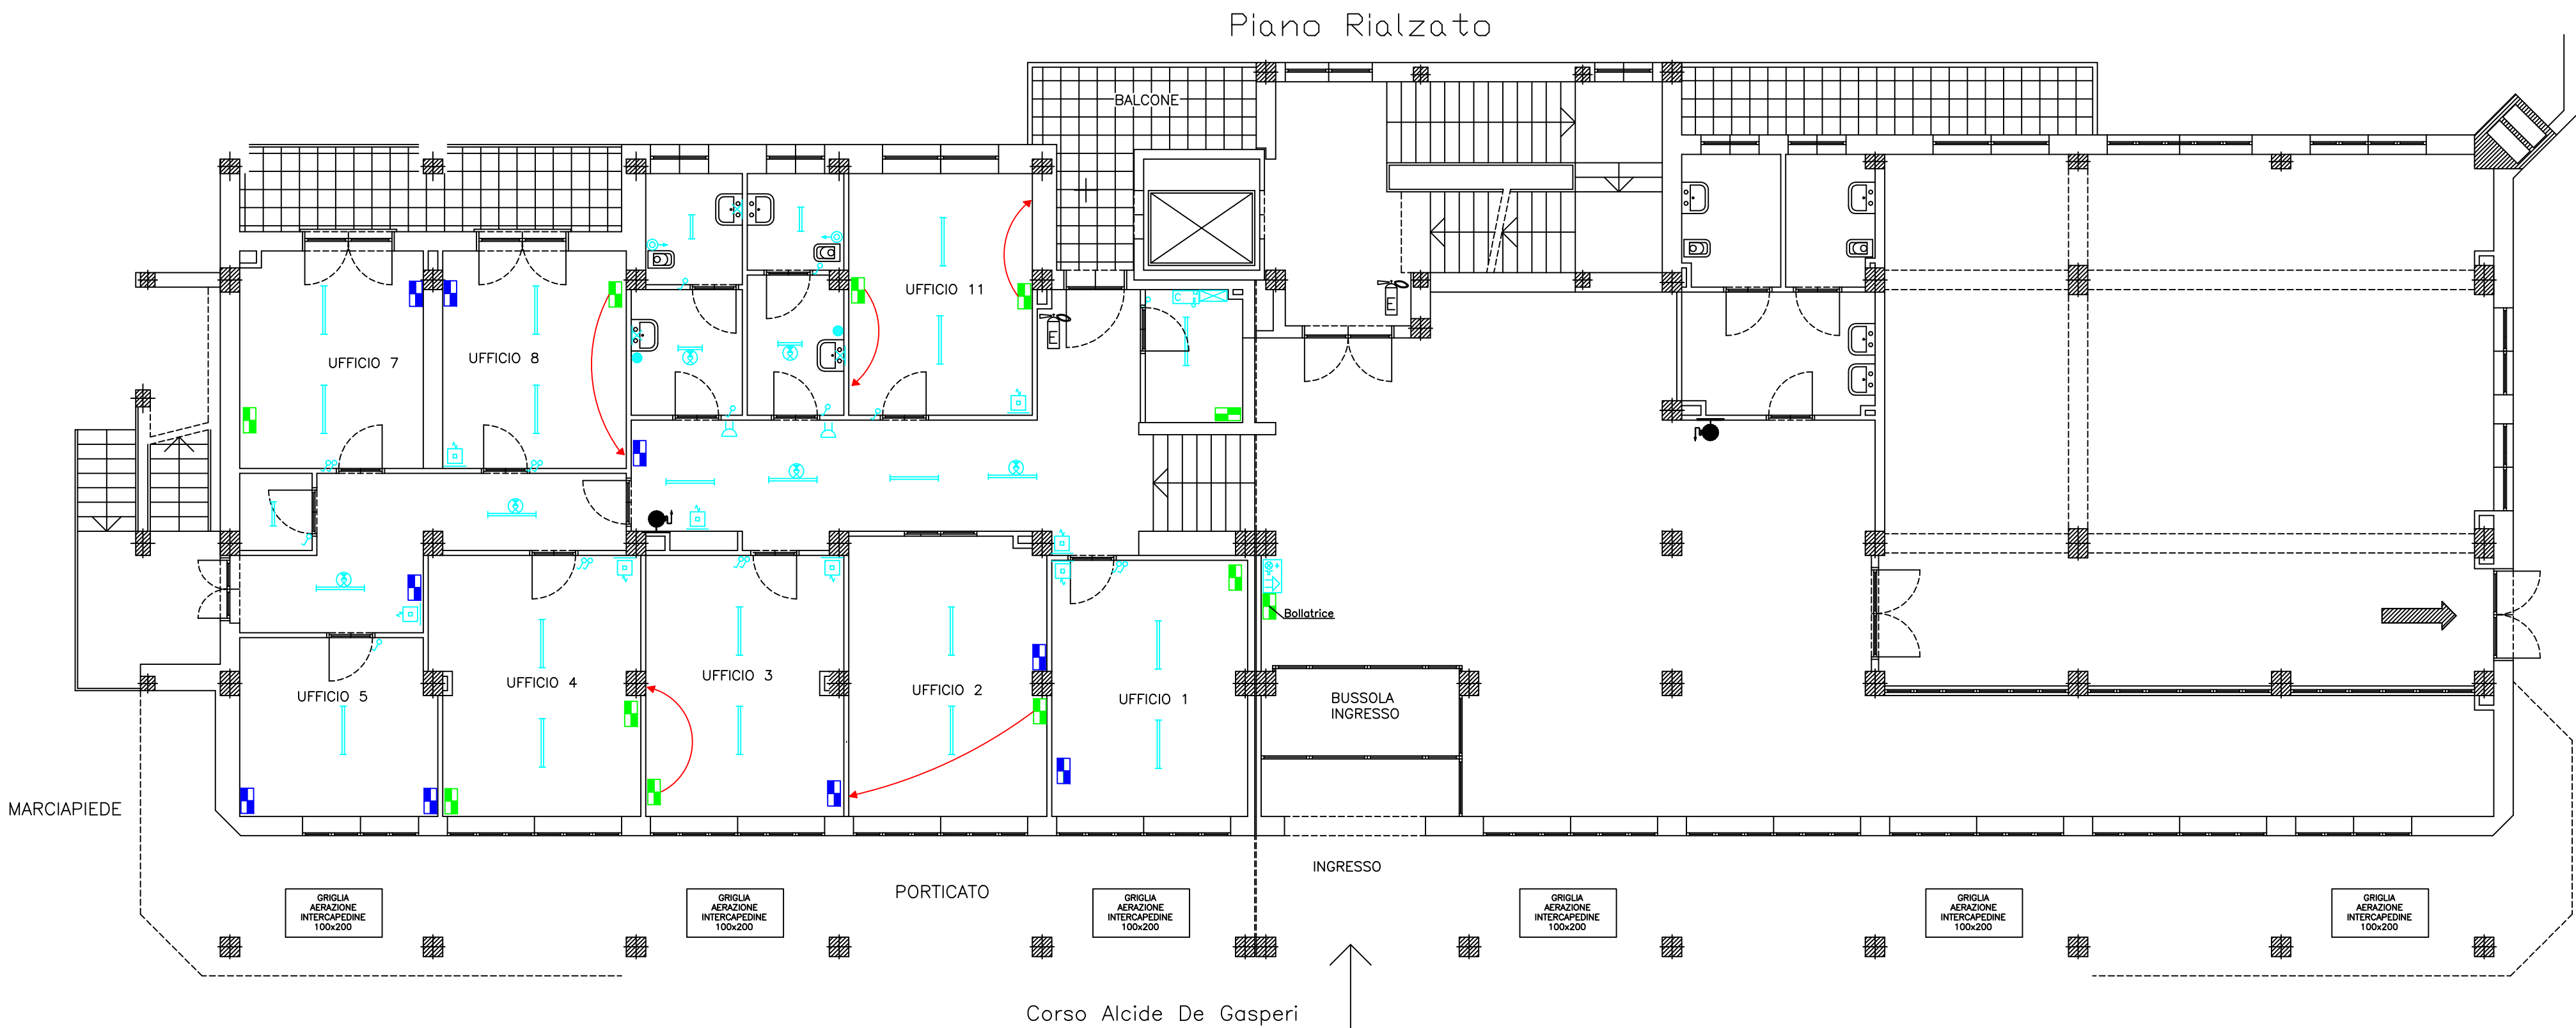 Piano Rialzato
BALCONE
UFFICIO 11
UFFICIO 7
UFFICIO 8
C
E
E
Bollatrice
UFFICIO 5
UFFICIO 4
UFFICIO 3
UFFICIO 2
UFFICIO 1
BUSSOLA
INGRESSO
MARCIAPIEDE
INGRESSO
PORTICATO
GRIGLIA
AERAZIONE
INTERCAPEDINE
100x200
GRIGLIA
AERAZIONE
INTERCAPEDINE
100x200
GRIGLIA
AERAZIONE
INTERCAPEDINE
100x200
GRIGLIA
AERAZIONE
INTERCAPEDINE
100x200
GRIGLIA
AERAZIONE
INTERCAPEDINE
100x200
GRIGLIA
AERAZIONE
INTERCAPEDINE
100x200
Corso Alcide De Gasperi